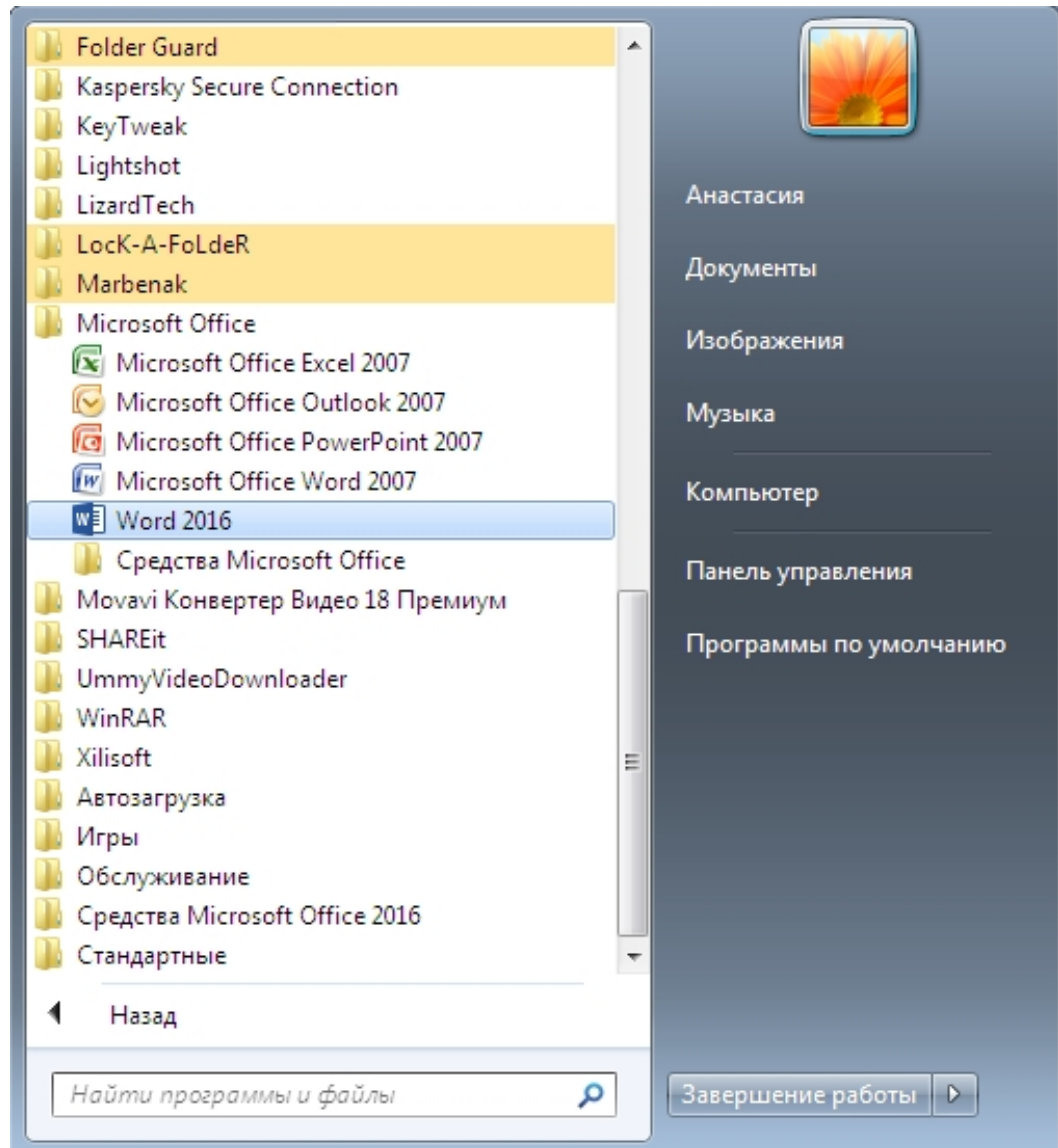 Folder Guard
Kaspersky Secure Connection
KeyTweak
Lightshot
LizardTech
LocK-A-FoLdeR
Marbenak
Microsoft Office
Microsoft Office Excel 2007
Microsoft Office Outlook 2007
Microsoft Office PowerPoint 2007
Microsoft Office Word 2007
Word 2016
Средства Microsoft Office
Movavi Конвертер Видео 18 Премиум
SHAREit
UmmyVideoDownloader
WinRAR
Xilisoft
Автозагрузка
Игры
Обслуживание
Средства Microsoft Office 2016
Стандартные
Назад
Найти программы и файлы
Анастасия
Документы
Изображения
Музыка
Компьютер
Панель управления
Программы по умолчанию
Завершение работы